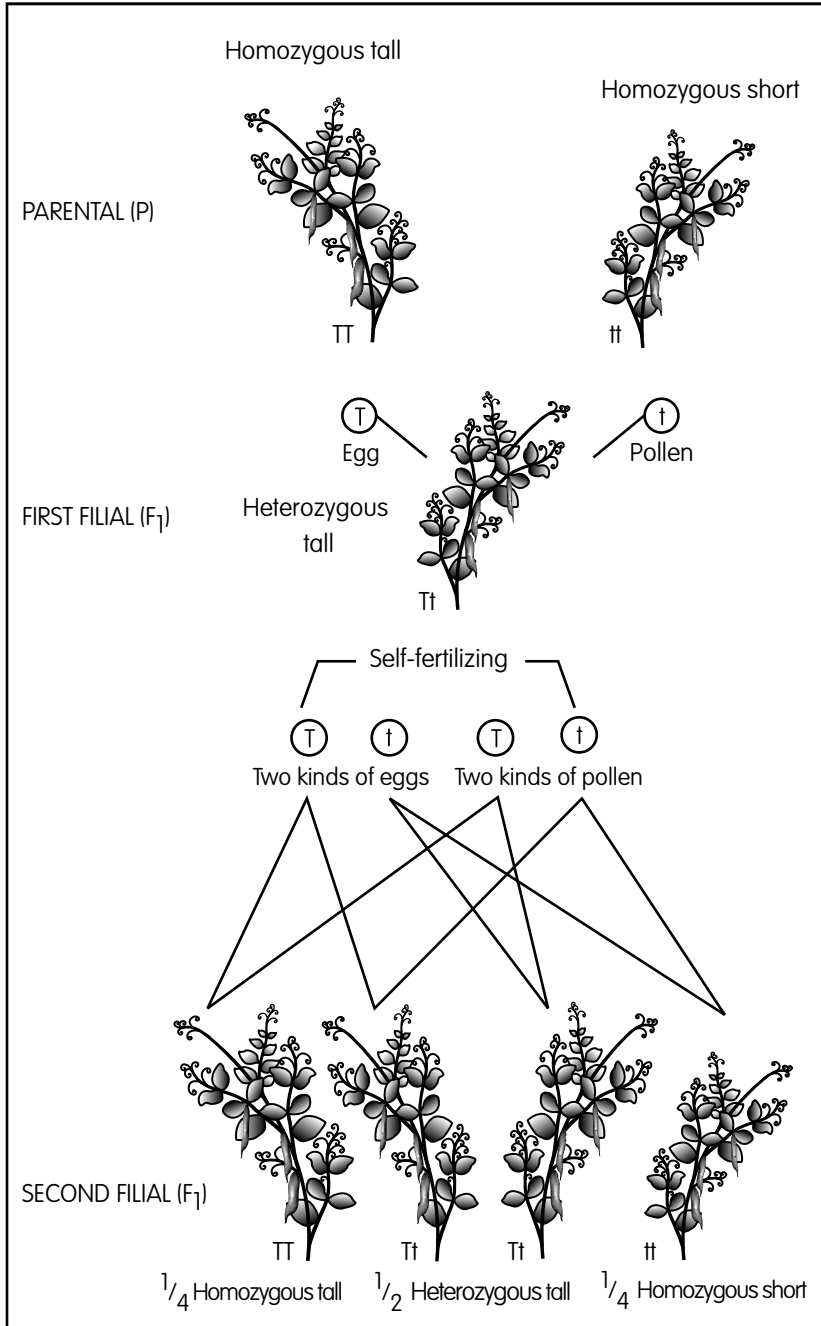 Homozygous tall
Homozygous short
PARENTAL (P)
TT
tt
T
t
Egg
Pollen
FIRST FILIAL (F1)
Heterozygous
tall
Tt
Self-fertilizing
T t T t
Two kinds of eggs Two kinds of pollen
SECOND FILIAL (F1)
TT Tt Tt tt
1/4 Homozygous tall 1/2 Heterozygous tall 1/4 Homozygous short